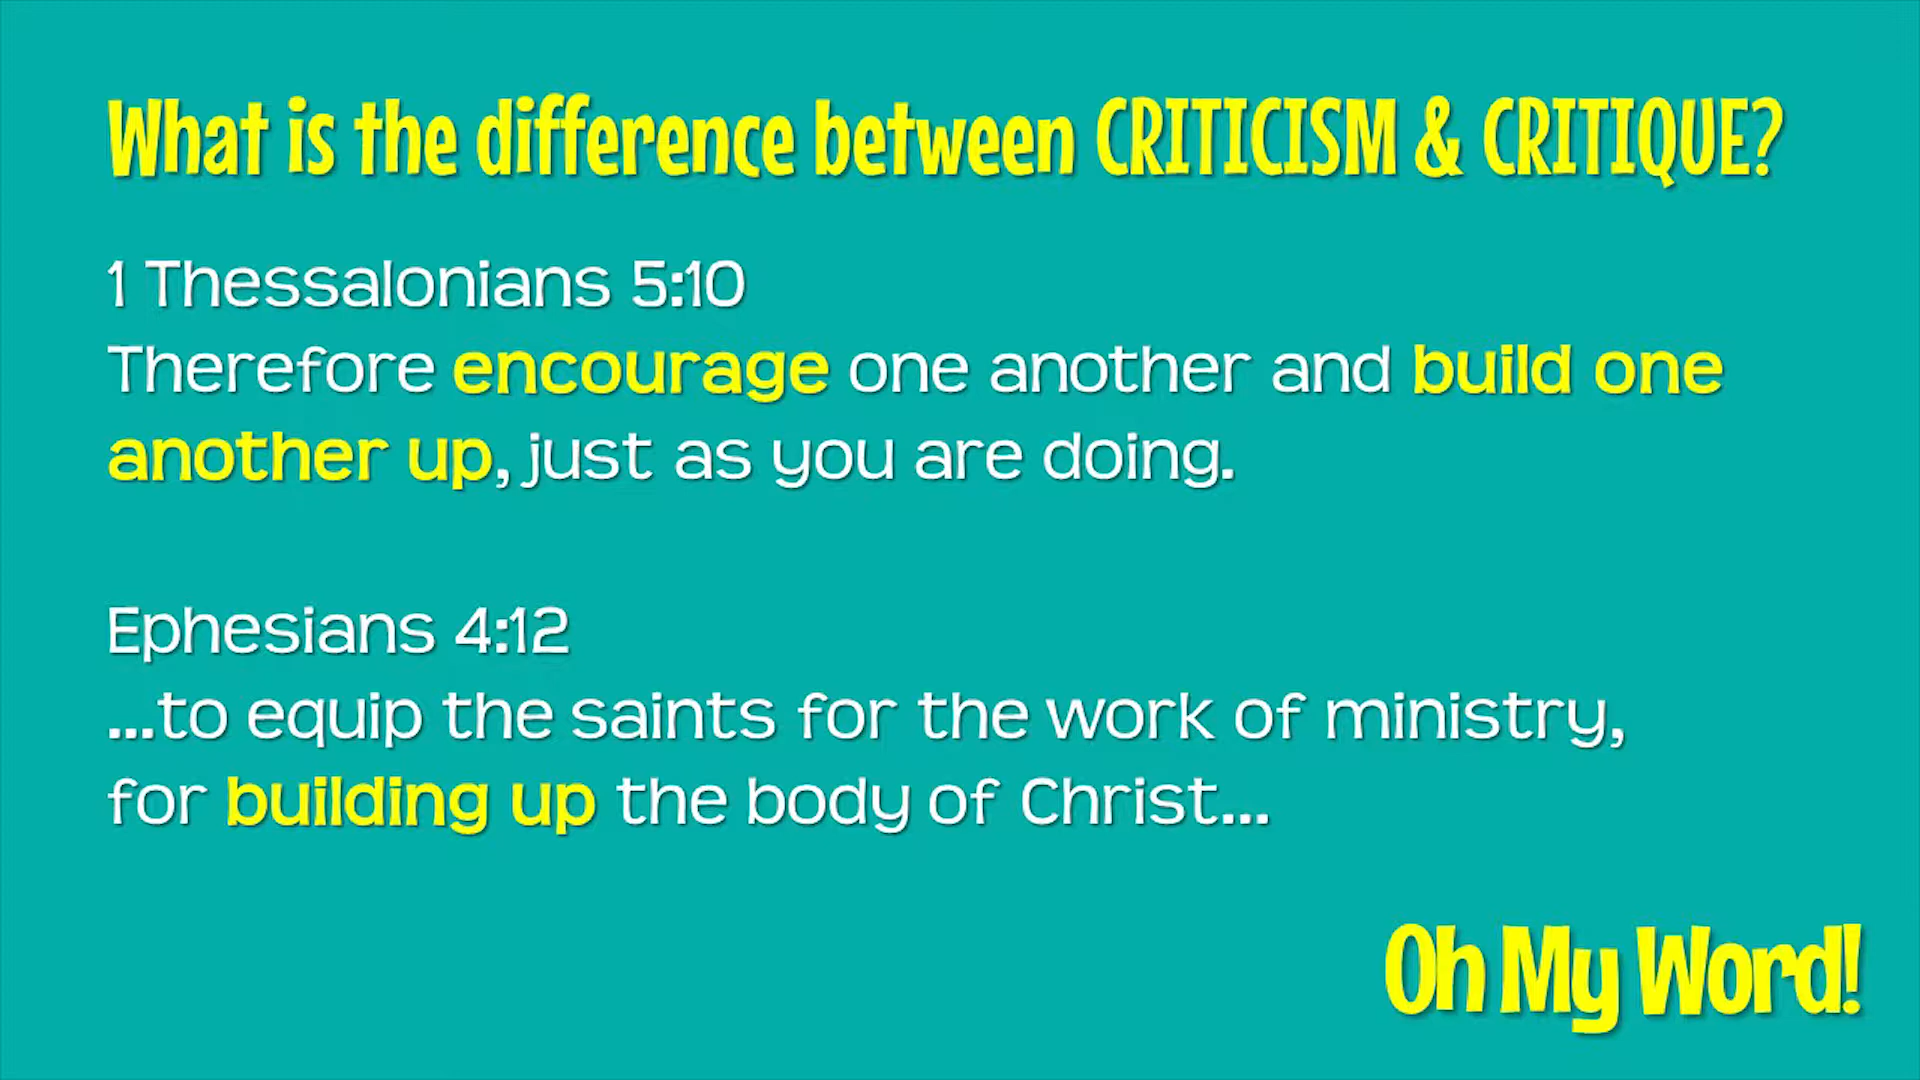 What is the difference between CRITICISM & CRITIQUE?
1 Thessalonians 5:10
Therefore encourage one another and build one
another up, just as you are doing.
Ephesians 4:12
...to equip the saints for the work of ministry,
for building up the body of Christ...
Oh My Word!